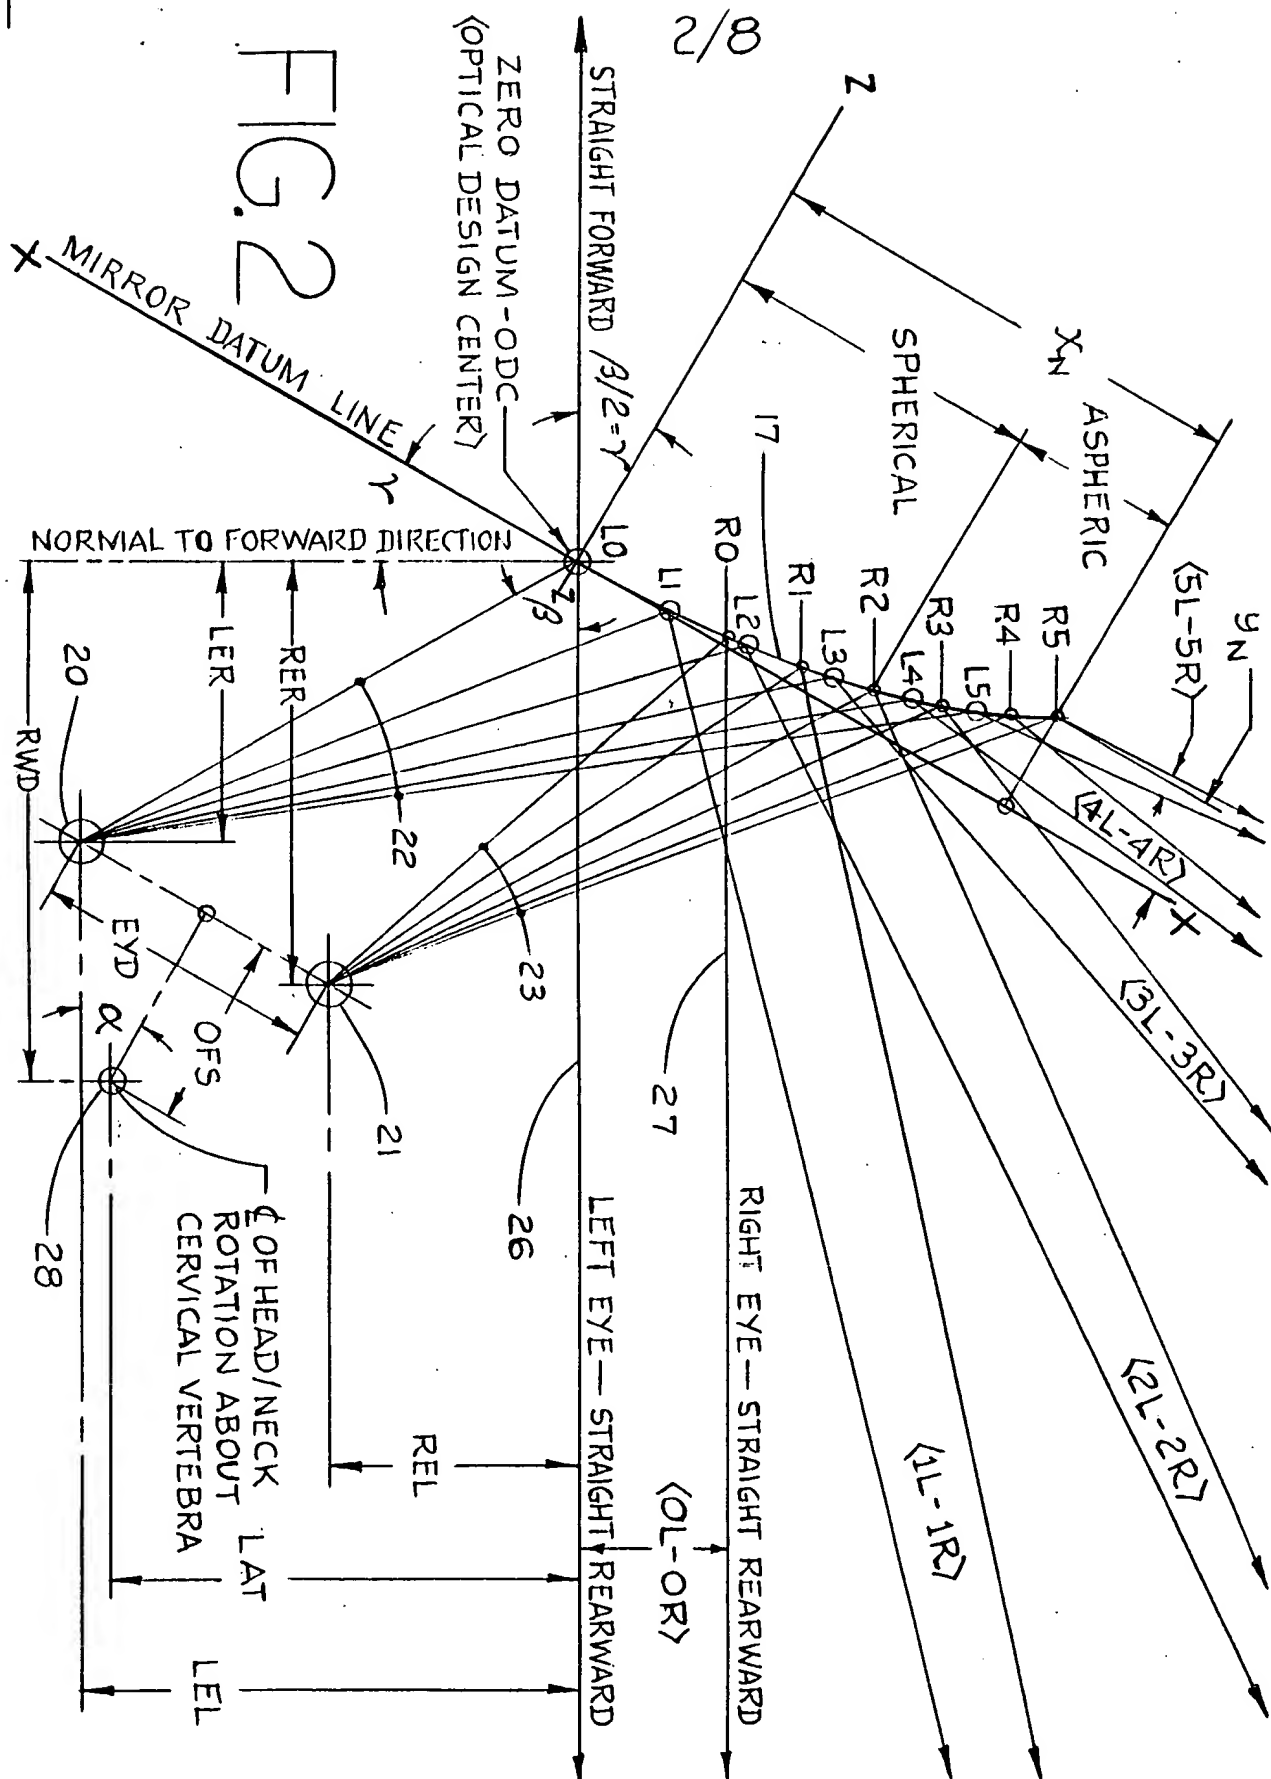 2/8
FIG. 2
ZERO DATUM-ODC
(OPTICAL DESIGN CENTER)
STRAIGHT FORWARD
β/2=γ
Z
X
MIRROR DATUM LINE
γ
NORMAL TO FORWARD DIRECTION
XN
SPHERICAL
ASPHERIC
17
(5L-5R)
yN
L0
L1
R0
L2
R1
L3
R2
L4
R3
L5
R4
R5
Z
β
X
(4L-4R)
(3L-3R)
(2L-2R)
(1L-1R)
(0L-0R)
LER
RER
RWD
20
22
23
EYD
OFS
α
21
28
27
26
RIGHT EYE—STRAIGHT REARWARD
LEFT EYE—STRAIGHT REARWARD
℄ OF HEAD/NECK
ROTATION ABOUT
CERVICAL VERTEBRA
REL
LAT
LEL